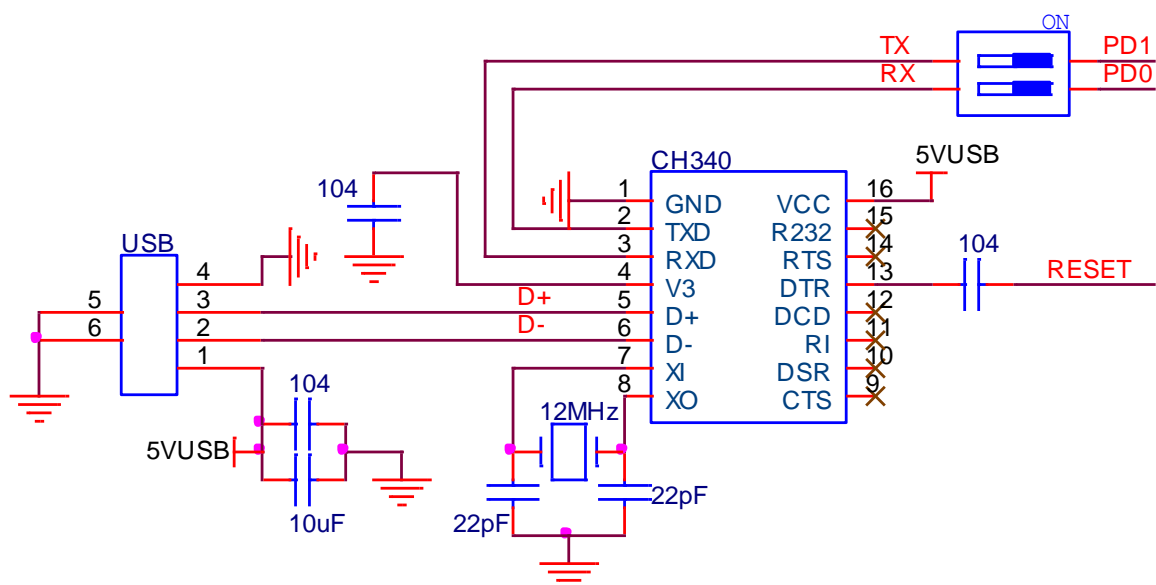 ON
TX PD1
RX PD0
CH340 5VUSB
104
1 GND VCC 16
2 TXD R232 15
3 RXD RTS 14
104
USB
4 V3 DTR 13 RESET
4
5 3 D+ 5 D+ DCD 12
6 2 D- 6 D- RI 11
1 7 XI DSR 10
8 XO CTS 9
104 12MHz
5VUSB
10uF 22pF 22pF